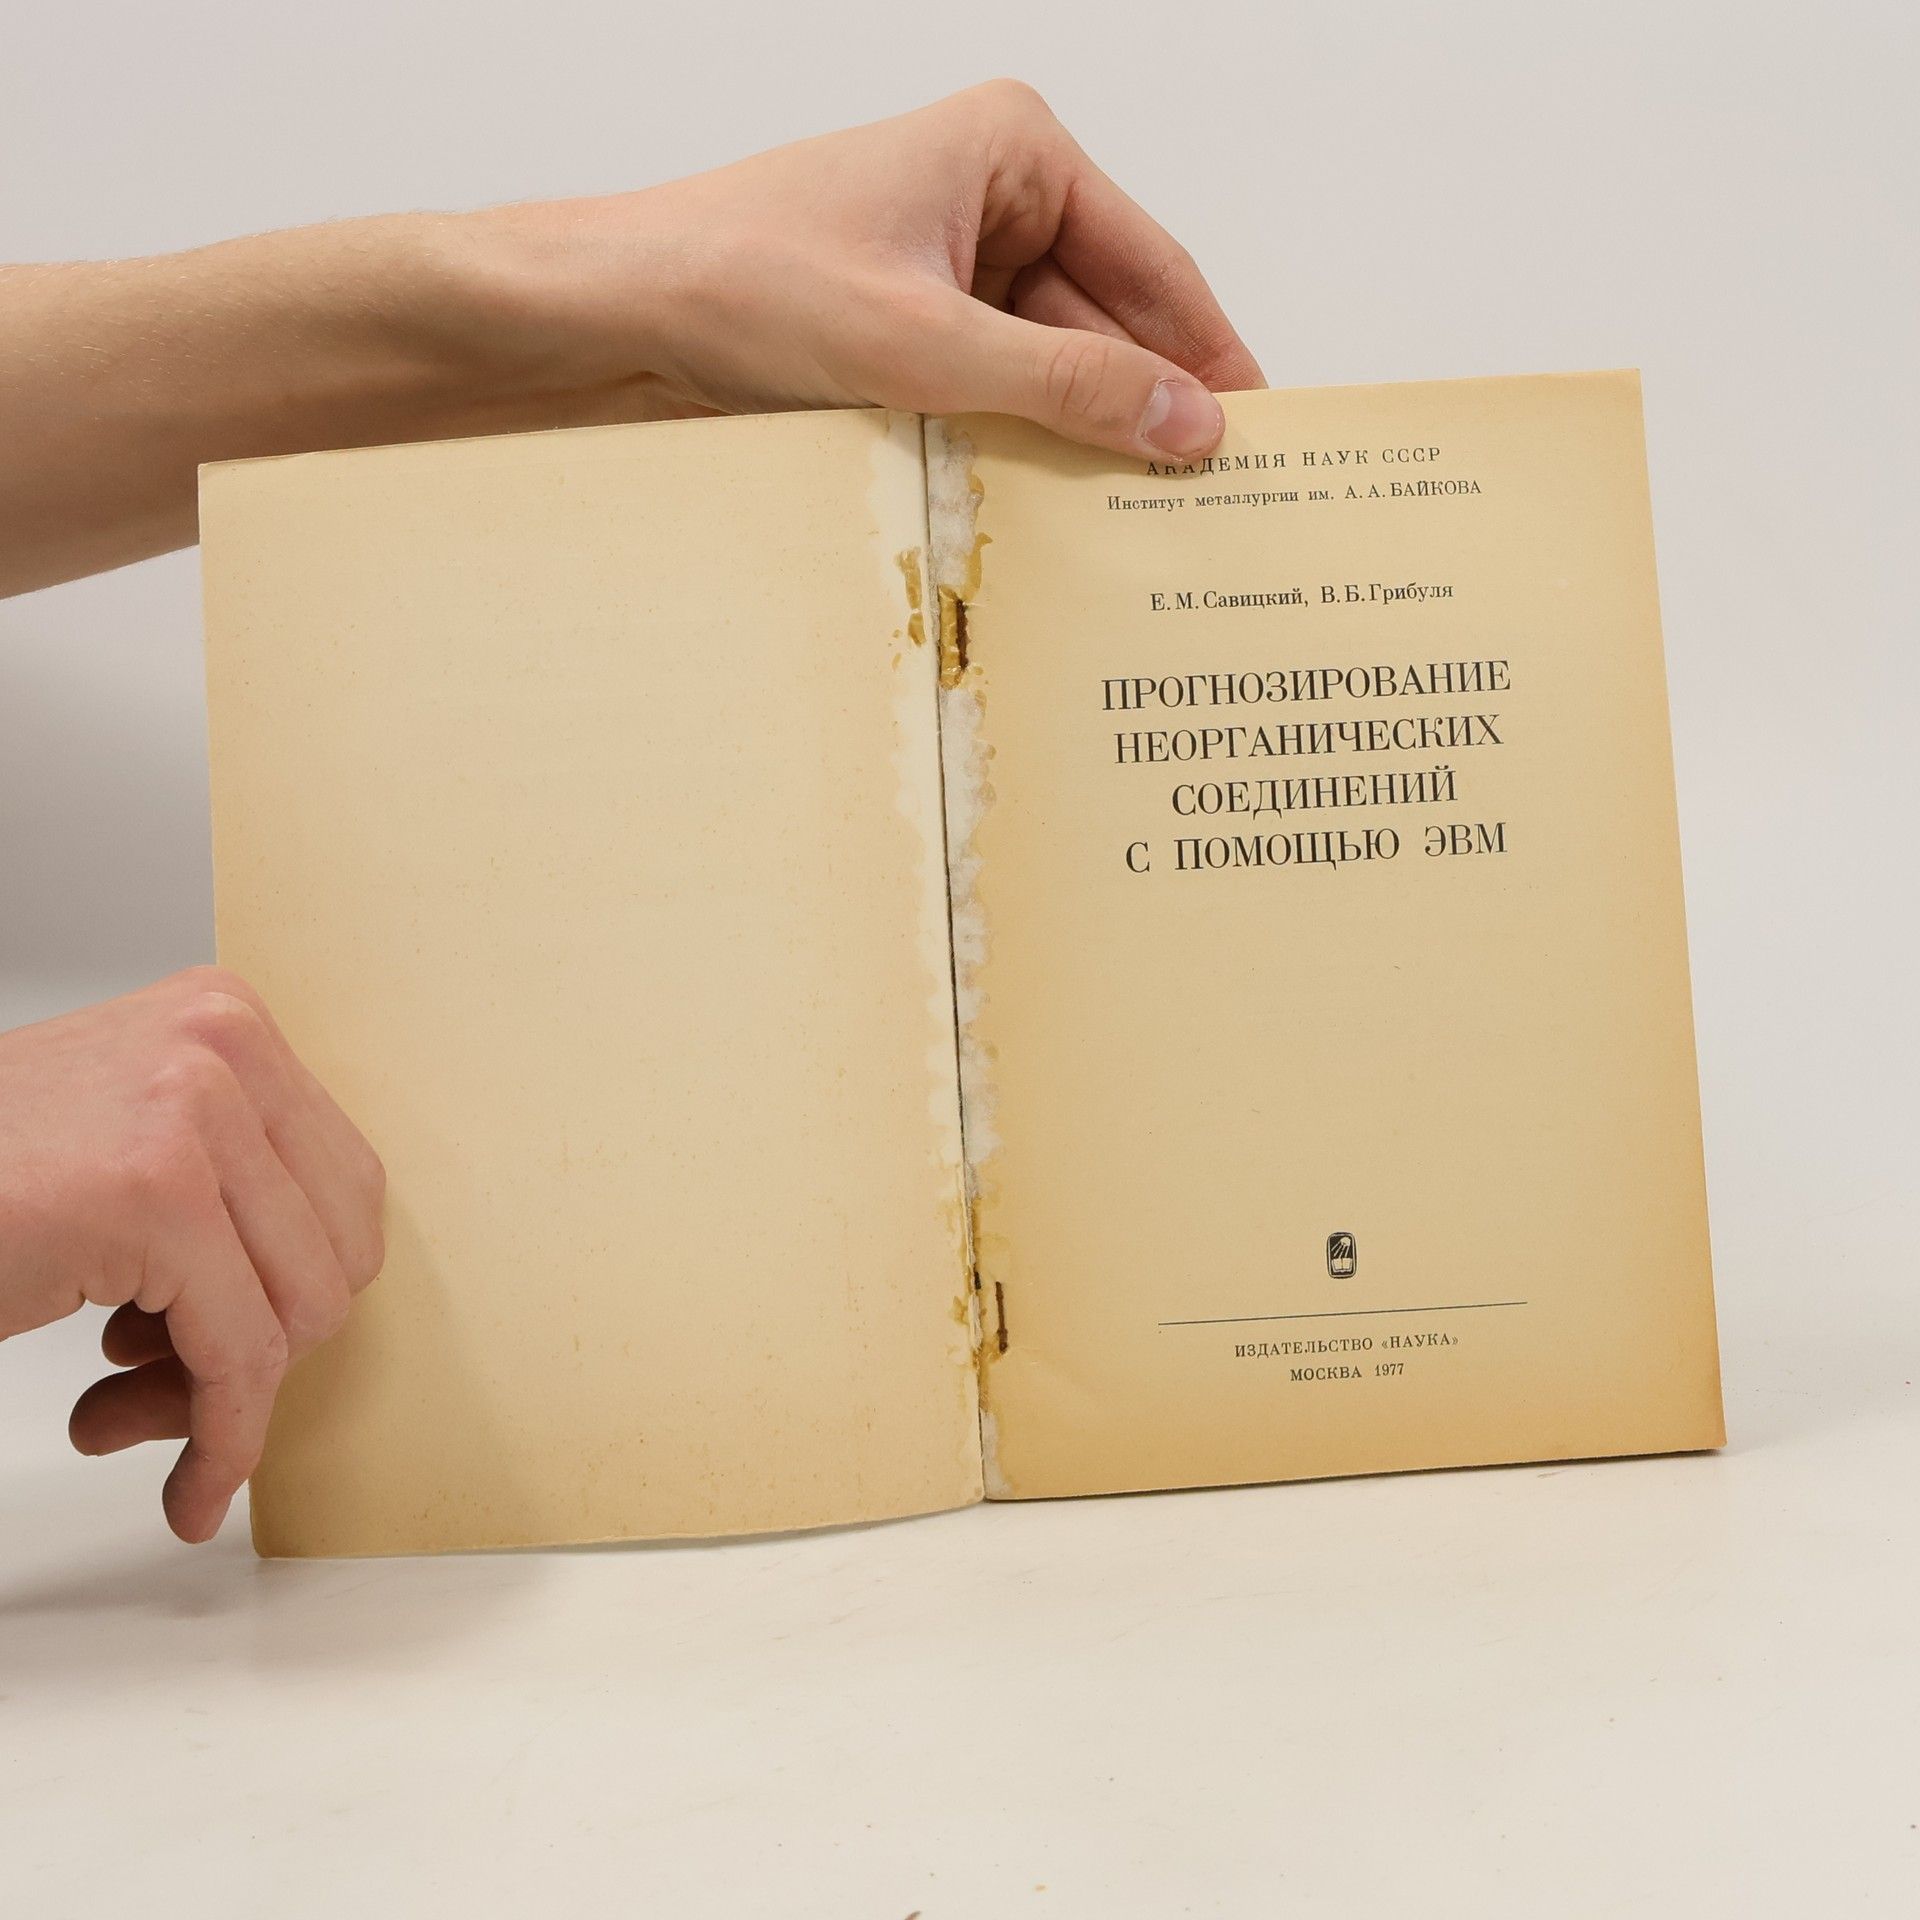 АКАДЕМИЯ НАУК СССР
Институт металлургии им. А. А. БАЙКОВА
Е. М. Савицкий, В. Б. Грибуля
ПРОГНОЗИРОВАНИЕ
НЕОРГАНИЧЕСКИХ
СОЕДИНЕНИЙ
С ПОМОЩЬЮ ЭВМ
ИЗДАТЕЛЬСТВО «НАУКА»
МОСКВА 1977